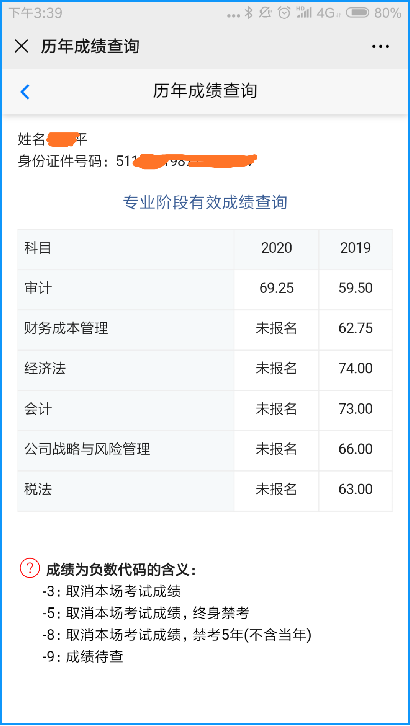 下午3:39
4G
80%
历年成绩查询
历年成绩查询
姓名 平
身份证件号码：511 198
专业阶段有效成绩查询
科目 2020 2019
审计 69.25 59.50
财务成本管理 未报名 62.75
经济法 未报名 74.00
会计 未报名 73.00
公司战略与风险管理 未报名 66.00
税法 未报名 63.00
? 成绩为负数代码的含义：
-3: 取消本场考试成绩
-5: 取消本场考试成绩, 终身禁考
-8: 取消本场考试成绩, 禁考5年(不含当年)
-9: 成绩待查